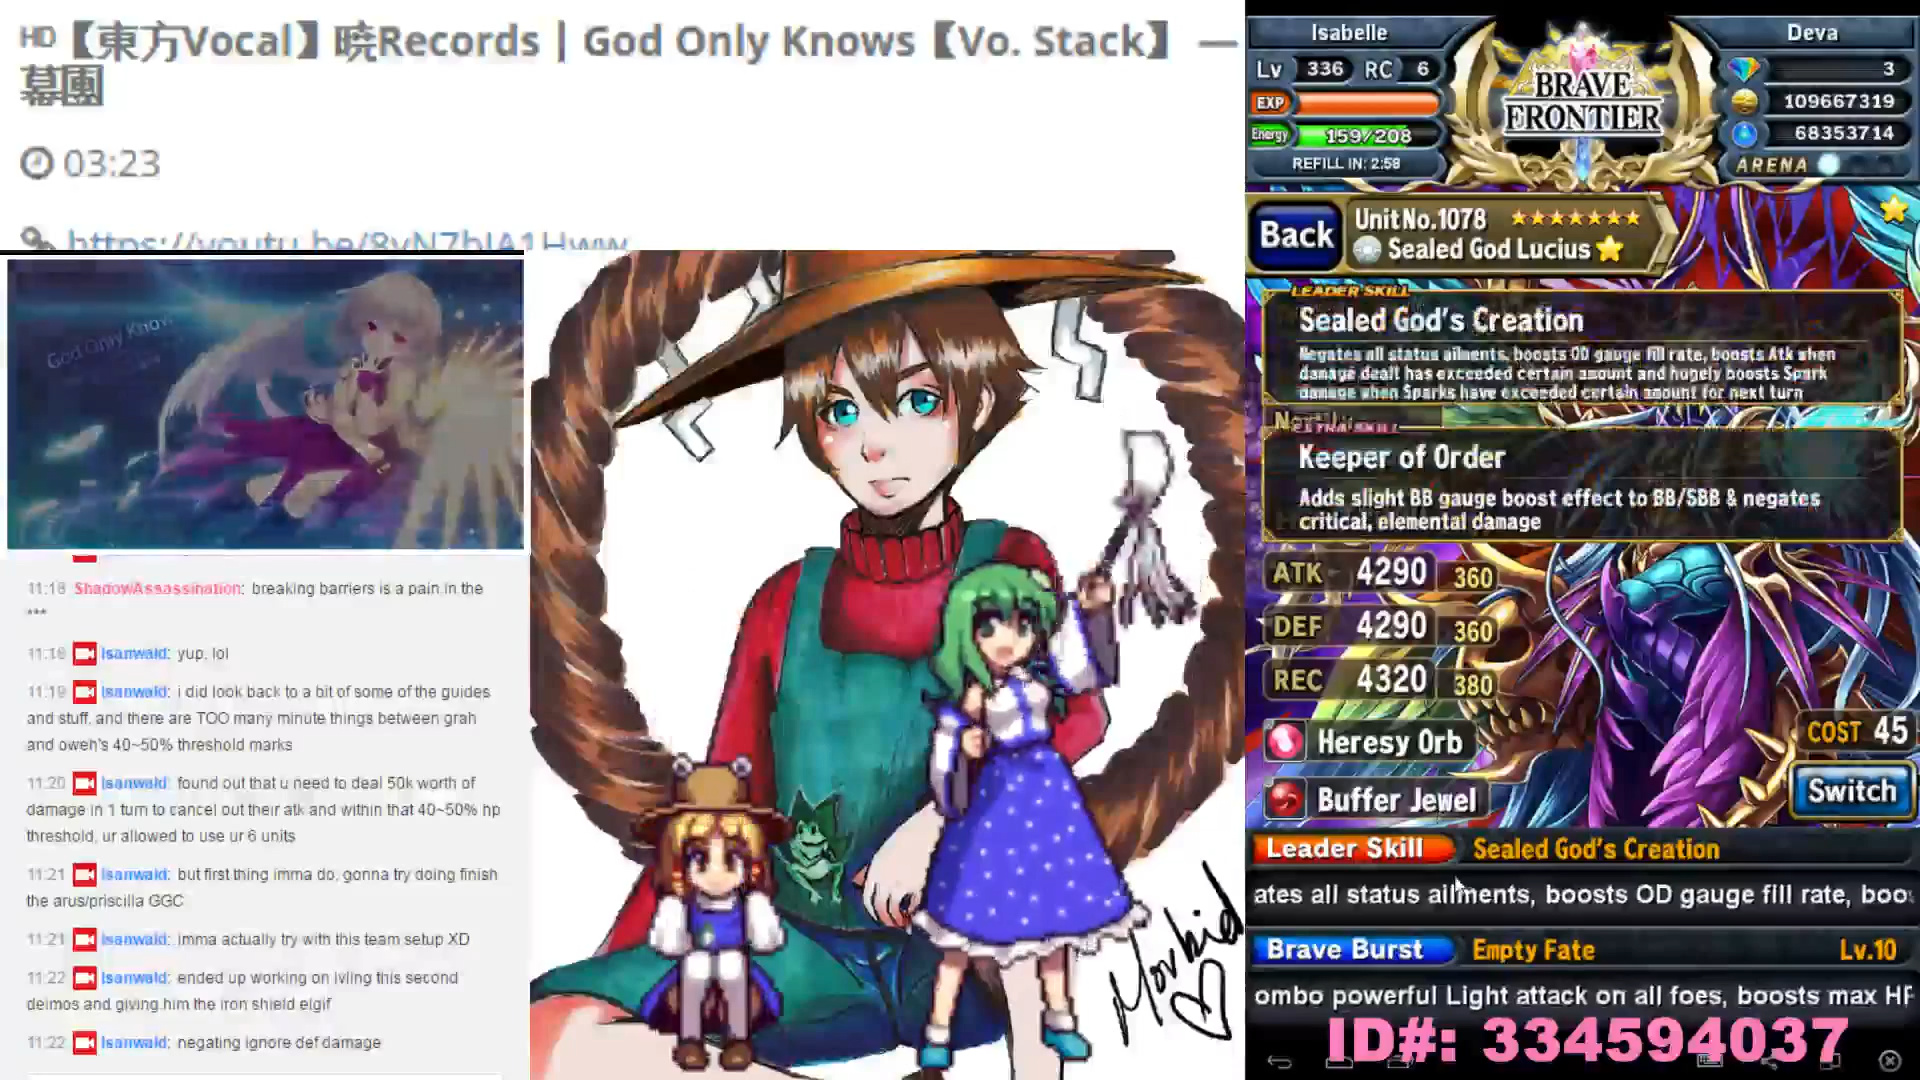 HD【東方Vocal】暁Records | God Only Knows【Vo. Stack】 —
幕團
03:23
https://youtu.be/8yN7blA1Hww
God Only Know
11:18 ShadowAssassination: breaking barriers is a pain in the
***
11:18 Isanwald: yup, lol
11:19 Isanwald: i did look back to a bit of some of the guides
and stuff, and there are TOO many minute things between grah
and oweh's 40~50% threshold marks
11:20 Isanwald: found out that u need to deal 50k worth of
damage in 1 turn to cancel out their atk and within that 40~50% hp
threshold, ur allowed to use ur 6 units
11:21 Isanwald: but first thing imma do, gonna try doing finish
the arus/priscilla GGC
11:21 Isanwald: imma actually try with this team setup XD
11:22 Isanwald: ended up working on lvling this second
deimos and giving him the iron shield elgif
11:22 Isanwald: negating ignore def damage
Morbid
Isabelle
Deva
Lv 336 RC 6
EXP
Energy 159/208
REFILL IN: 2:58
BRAVE
FRONTIER
3
109667319
68353714
ARENA
Back
Unit No.1078
Sealed God Lucius
LEADER SKILL
Sealed God's Creation
Negates all status ailments, boosts OD gauge fill rate, boosts Atk when
damage dealt has exceeded certain amount and hugely boosts Spark
damage when Sparks have exceeded certain amount for next turn
EXTRA SKILL
Keeper of Order
Adds slight BB gauge boost effect to BB/SBB & negates
critical, elemental damage
ATK 4290 360
DEF 4290 360
REC 4320 380
COST 45
Heresy Orb
Buffer Jewel
Switch
Leader Skill Sealed God's Creation
ates all status ailments, boosts OD gauge fill rate, boo
Brave Burst Empty Fate Lv.10
ombo powerful Light attack on all foes, boosts max HP
ID#: 334594037